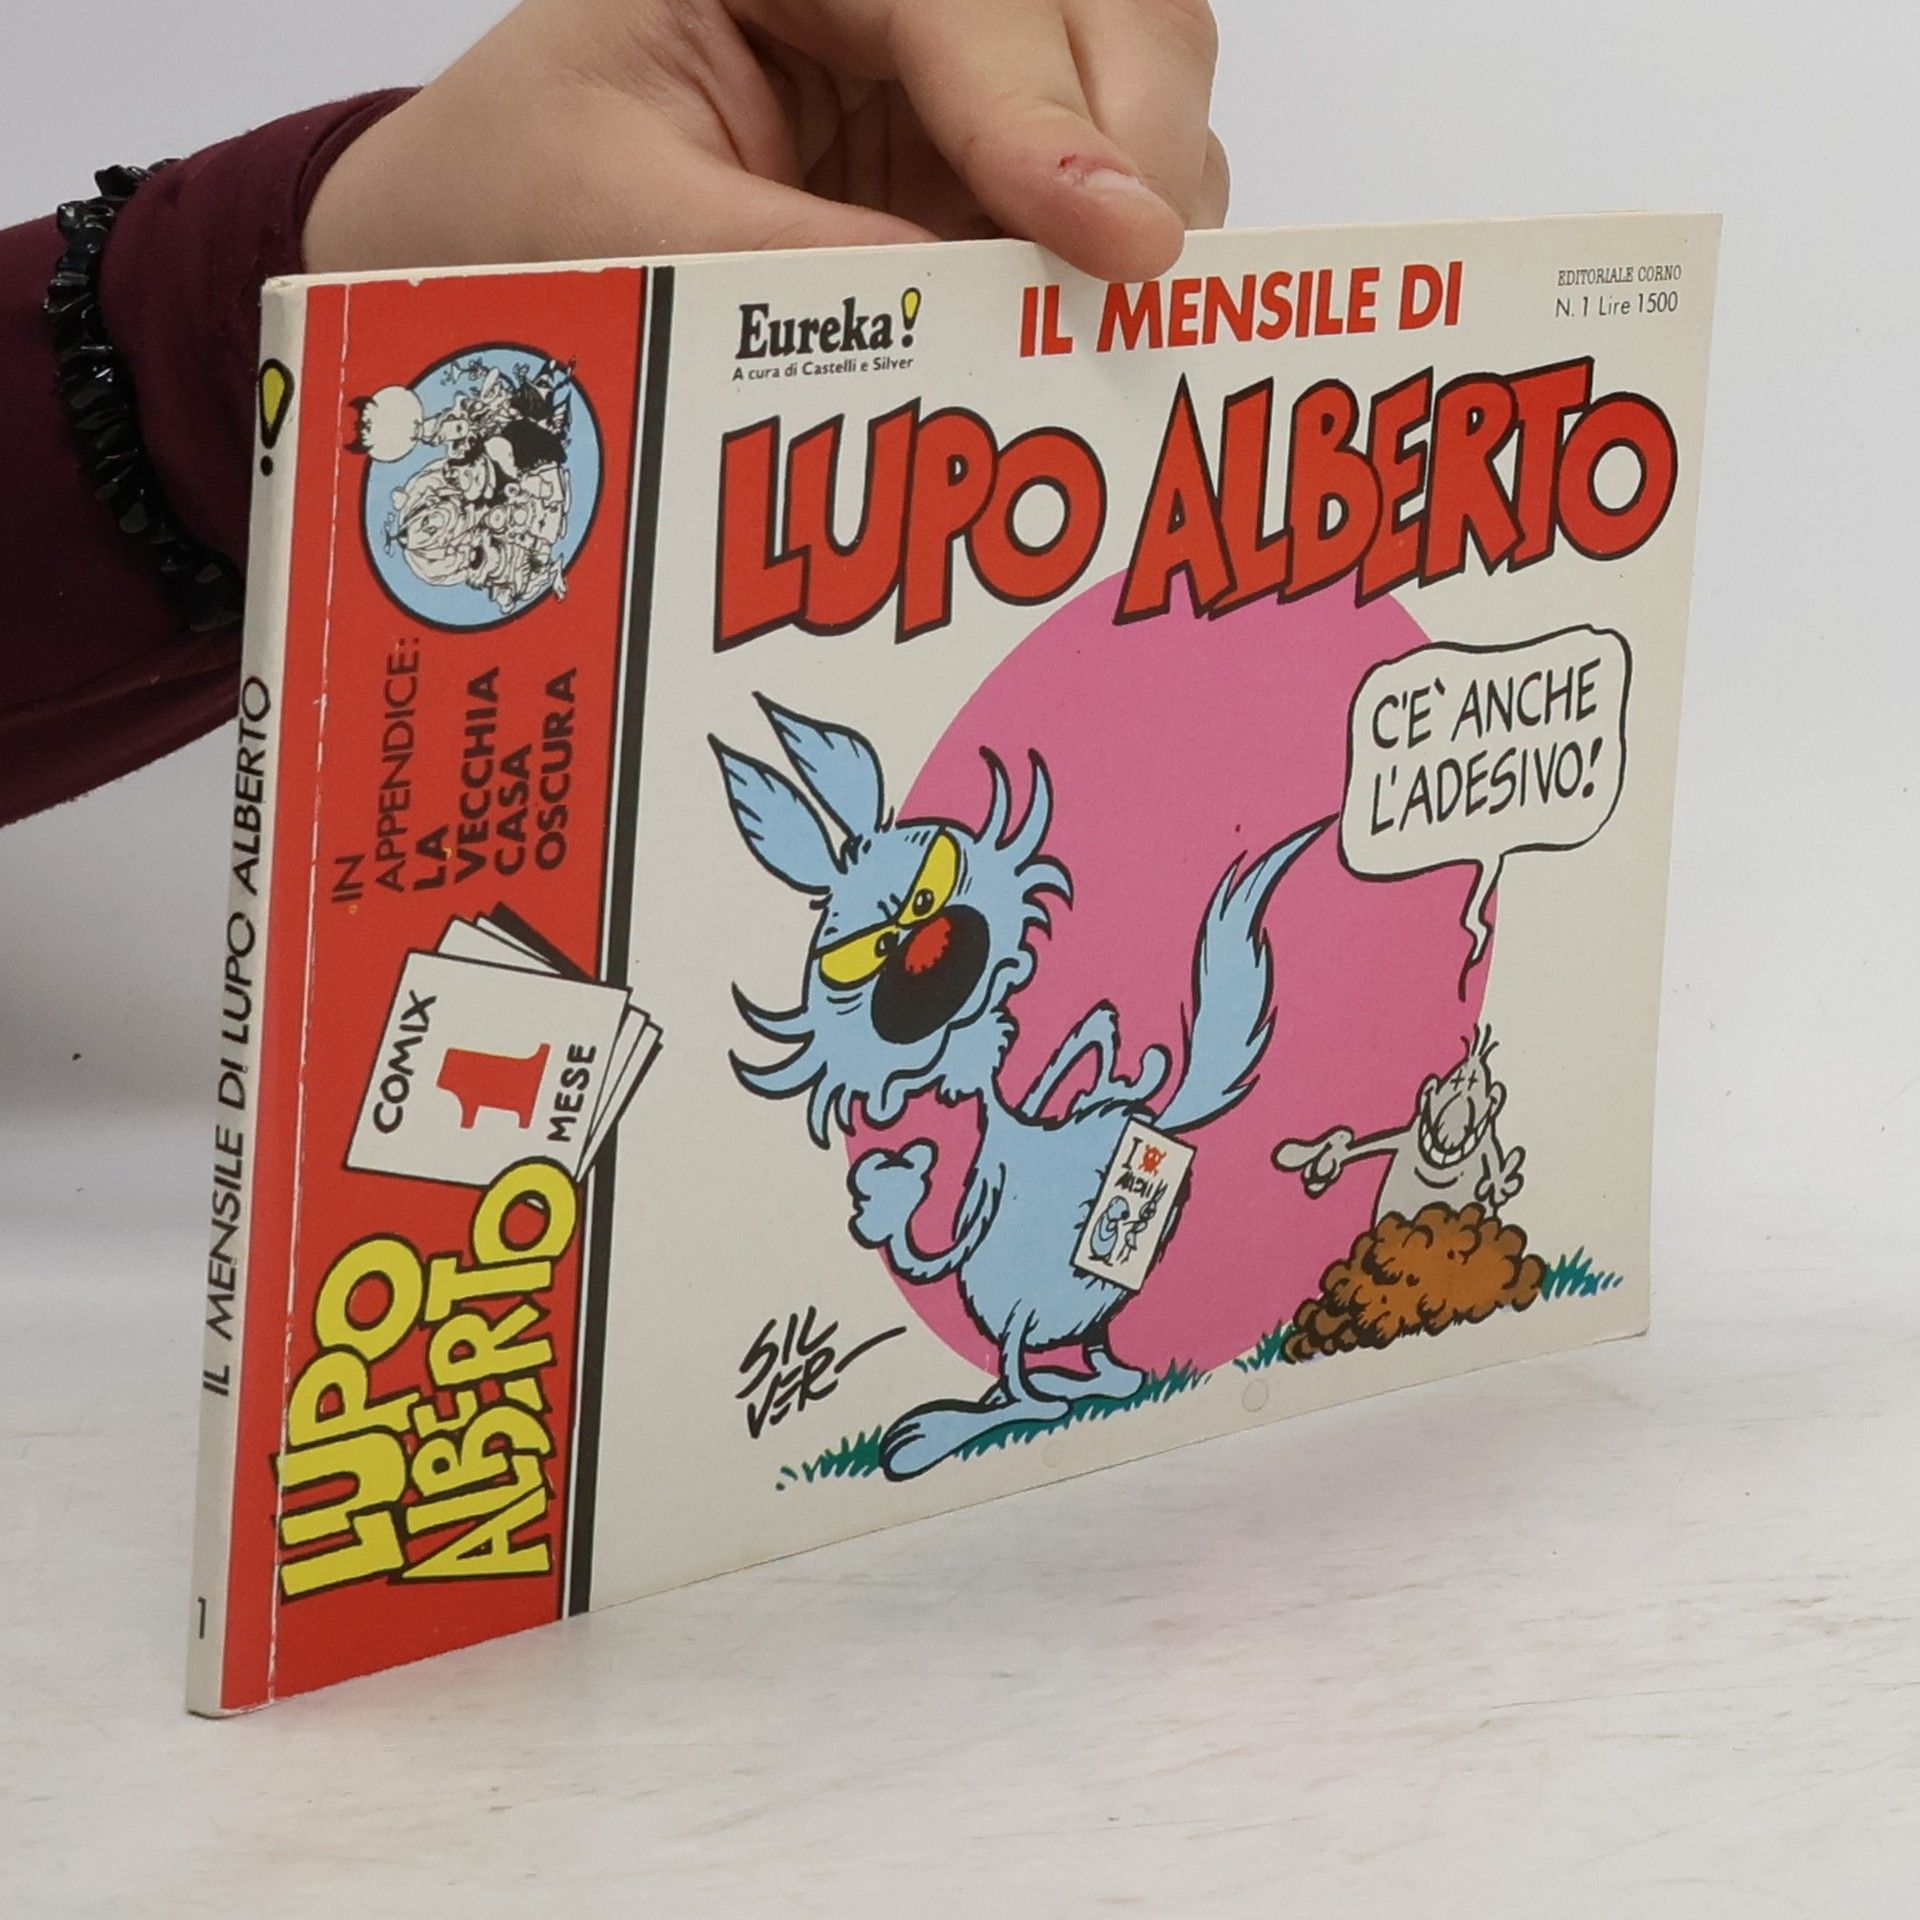 IL MENSILE DI LUPO ALBERTO
1
IN
APPENDICE:
LA
VECCHIA
CASA
OSCURA
COMIX
1
MESE
LUPO
ALBERTO
Eureka!
A cura di Castelli e Silver
IL MENSILE DI
EDITORIALE CORNO
N. 1 Lire 1500
LUPO ALBERTO
C'E` ANCHE
L'ADESIVO!
I
SILVER